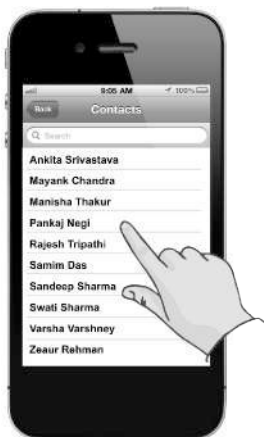 9:05 AM 100%
Back Contacts
Search
Ankita Srivastava
Mayank Chandra
Manisha Thakur
Pankaj Negi
Rajesh Tripathi
Samim Das
Sandeep Sharma
Swati Sharma
Varsha Varshney
Zeaur Rehman